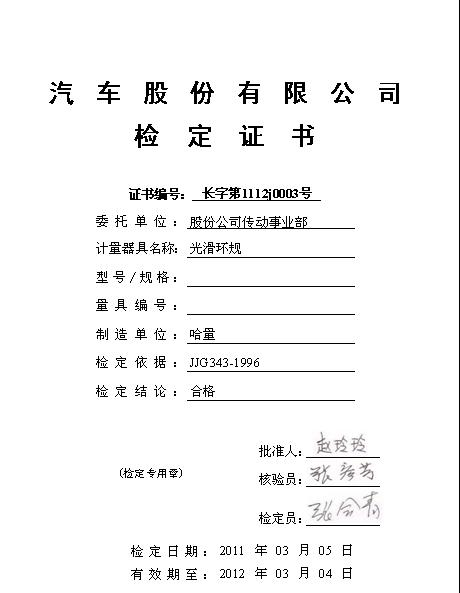 汽车股份有限公司
检定证书
证书编号： 长字第1112j0003号
委托单位： 股份公司传动事业部
计量器具名称： 光滑环规
型号/规格：
量具编号：
制造单位： 哈量
检定依据： JJG343-1996
检定结论： 合格
批准人： 赵玲玲
（检定专用章）
核验员： 张
检定员： 张会青
检定日期： 2011 年 03 月 05 日
有效期至： 2012 年 03 月 04 日